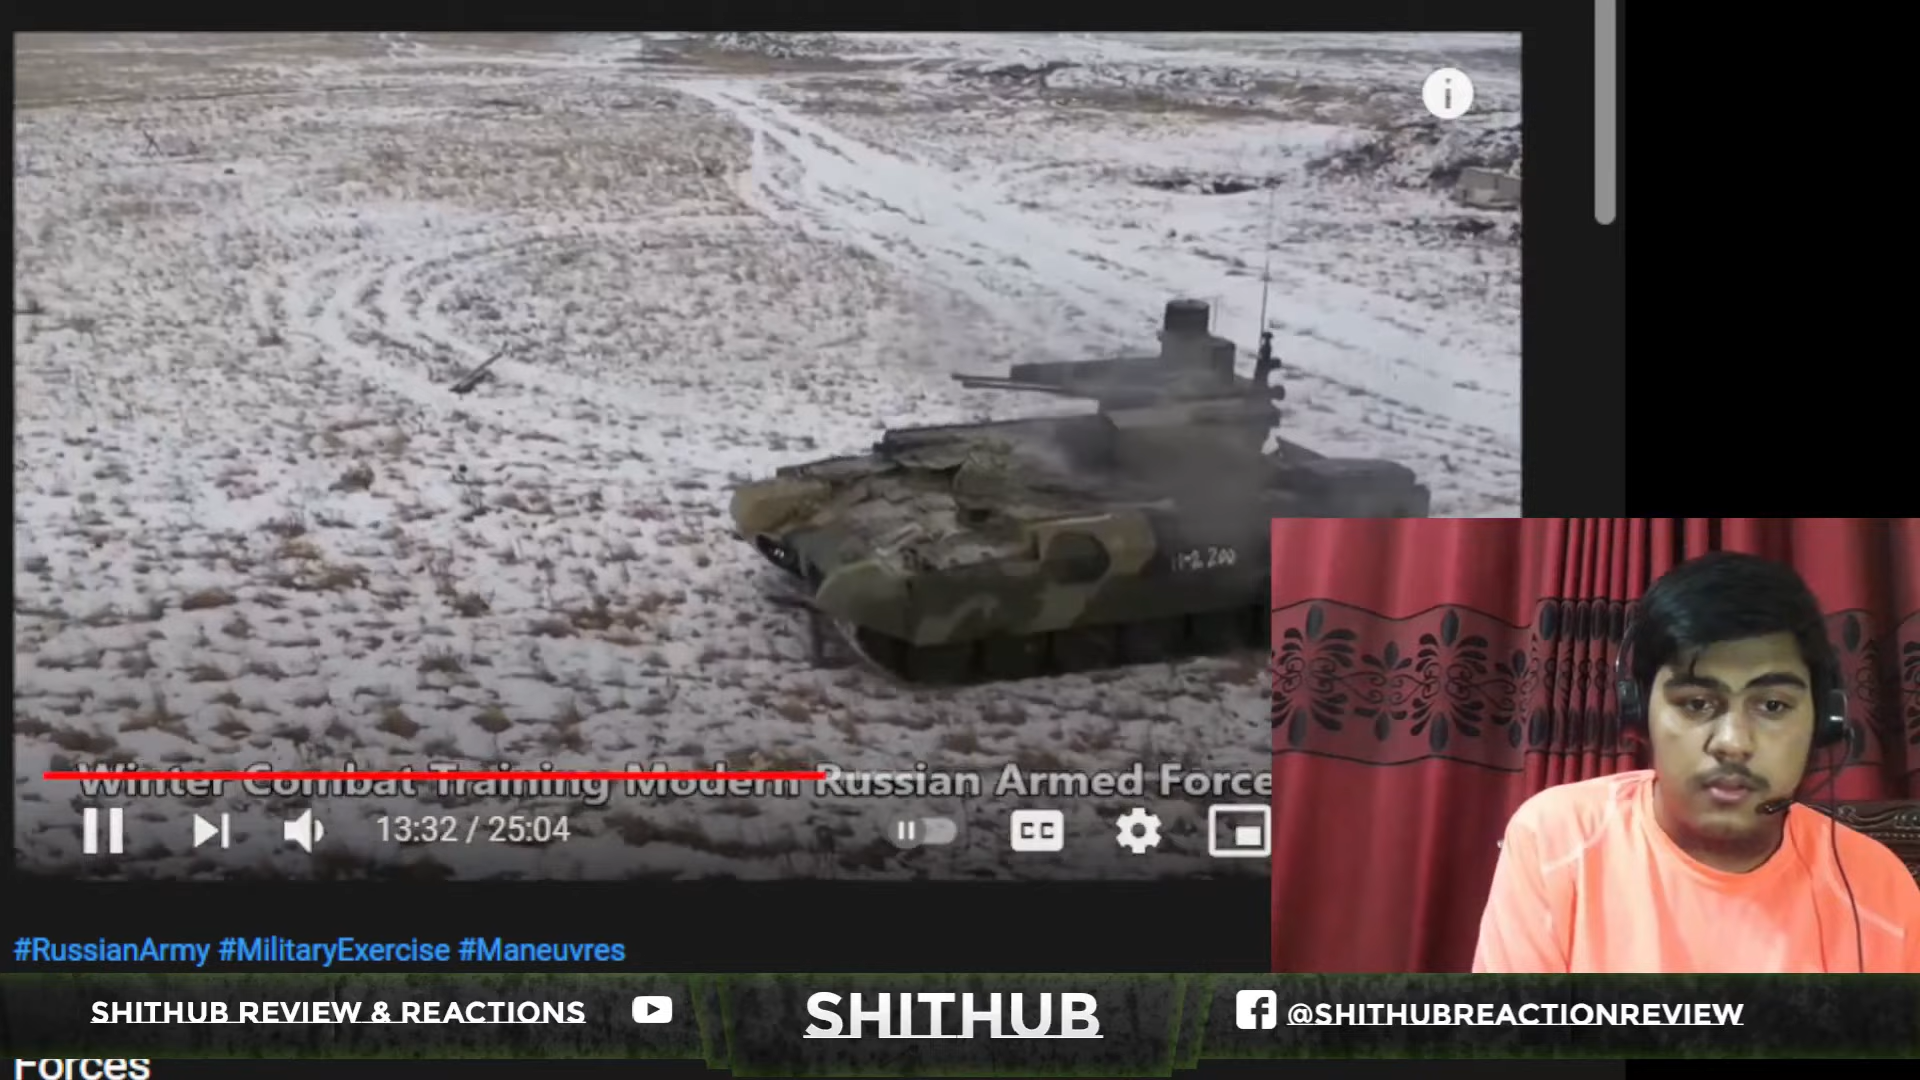 Winter Combat Training Modern Russian Armed Force
13:32 / 25:04
CC
#RussianArmy #MilitaryExercise #Maneuvres
SHITHUB REVIEW & REACTIONS
SHITHUB
@SHITHUBREACTIONREVIEW
Forces